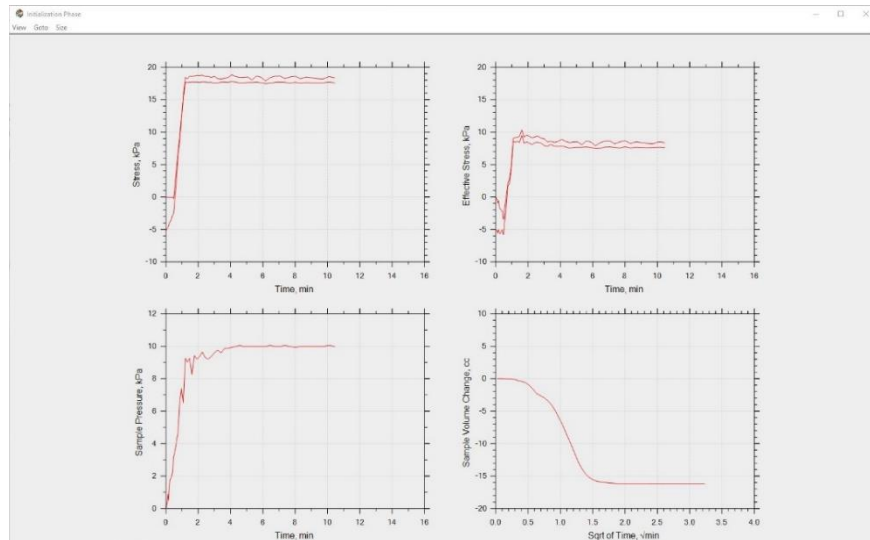 Initialization Phase
View Goto Size
20
15
10
5
0
-5
-10
Stress, kPa
0 2 4 6 8 10 12 14 16
Time, min
20
15
10
5
0
-5
-10
Effective Stress, kPa
0 2 4 6 8 10 12 14 16
Time, min
12
10
8
6
4
2
0
Sample Pressure, kPa
0 2 4 6 8 10 12 14 16
Time, min
10
5
0
-5
-10
-15
-20
Sample Volume Change, cc
0.0 0.5 1.0 1.5 2.0 2.5 3.0 3.5 4.0
Sqrt of Time, √min